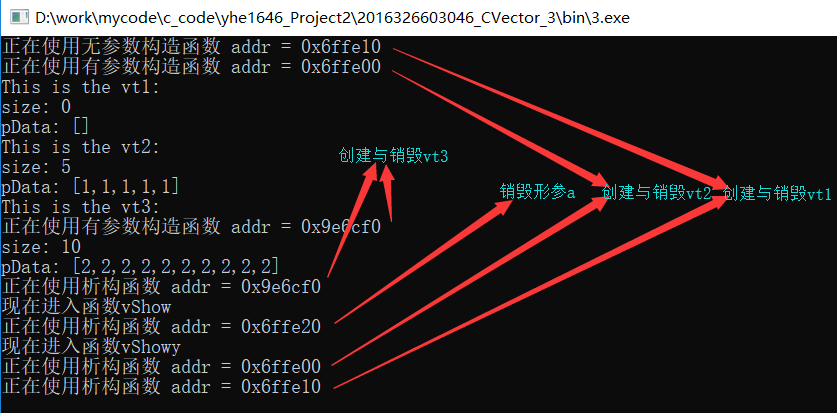 D:\work\mycode\c_code\yhe1646_Project2\2016326603046_CVector_3\bin\3.exe
正在使用无参数构造函数 addr = 0x6ffe10
正在使用有参数构造函数 addr = 0x6ffe00
This is the vt1:
size: 0
pData: []
This is the vt2:
size: 5
pData: [1,1,1,1,1]
This is the vt3:
正在使用有参数构造函数 addr = 0x9e6cf0
size: 10
pData: [2,2,2,2,2,2,2,2,2,2]
正在使用析构函数 addr = 0x9e6cf0
现在进入函数vShow
正在使用析构函数 addr = 0x6ffe20
现在进入函数vShowy
正在使用析构函数 addr = 0x6ffe00
正在使用析构函数 addr = 0x6ffe10
创建与销毁vt3
销毁形参a
创建与销毁vt2
创建与销毁vt1